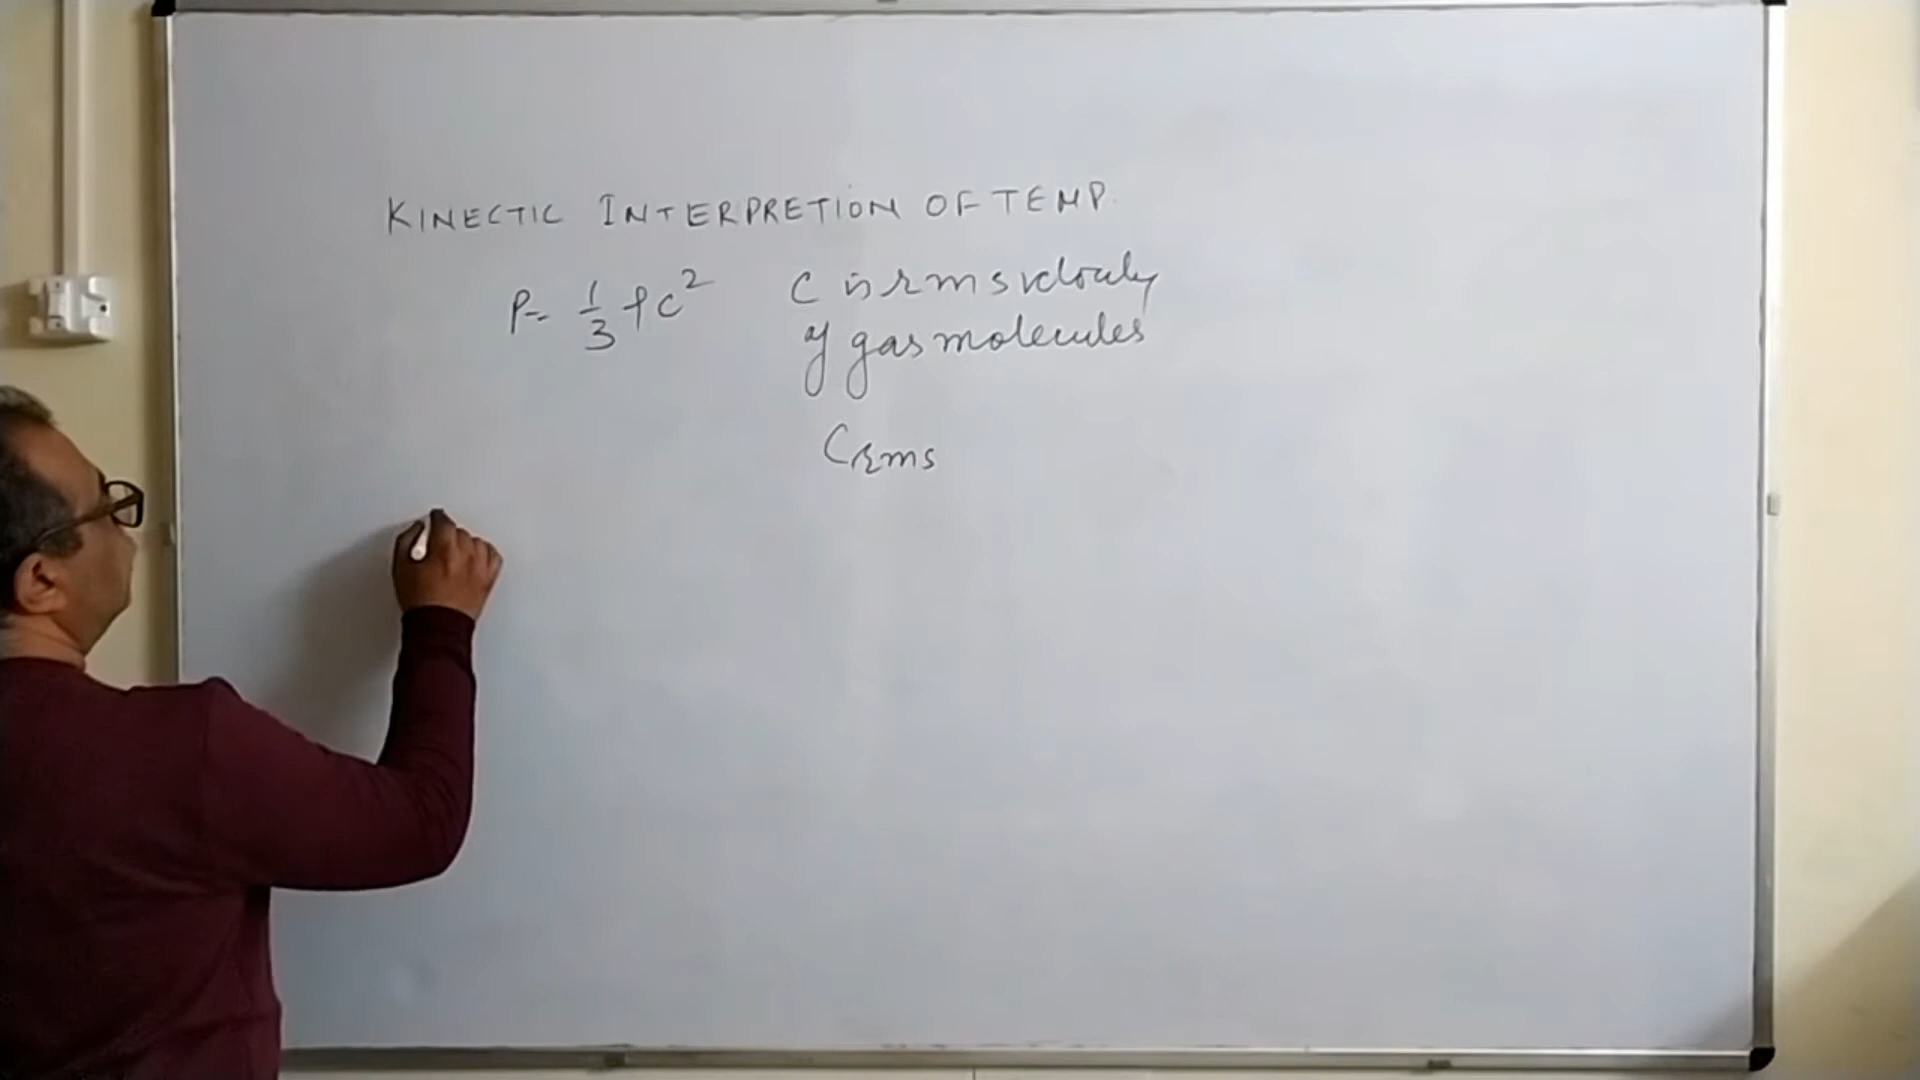 KINECTIC INTERPRETION OF TEMP.
P = 1/3 ρc² C is rms velocity
of gas molecules
Crms